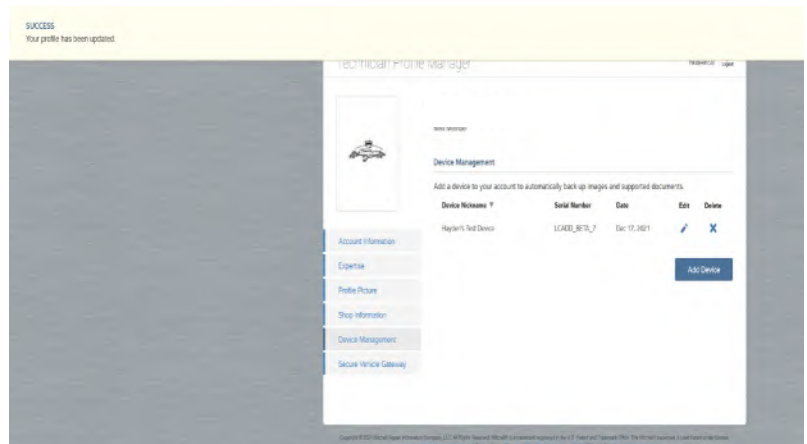 SUCCESS
Your profile has been updated.
Technician Profile Manager
Device Management
Add a device to your account to automatically back up images and supported documents.
Device Nickname Serial Number Date Edit Delete
Hayden's Test Device LCADD_BETA_7 Dec 17, 2021
Add Device
Account Information
Expertise
Profile Picture
Shop Information
Device Management
Secure Vehicle Gateway